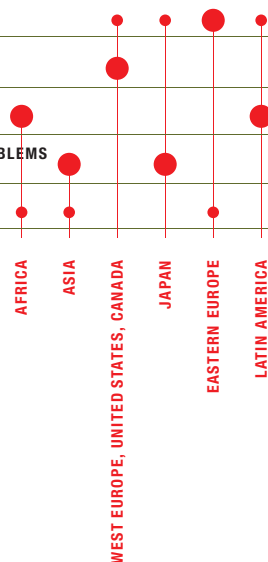 BLEMS
AFRICA
ASIA
WEST EUROPE, UNITED STATES, CANADA
JAPAN
EASTERN EUROPE
LATIN AMERICA